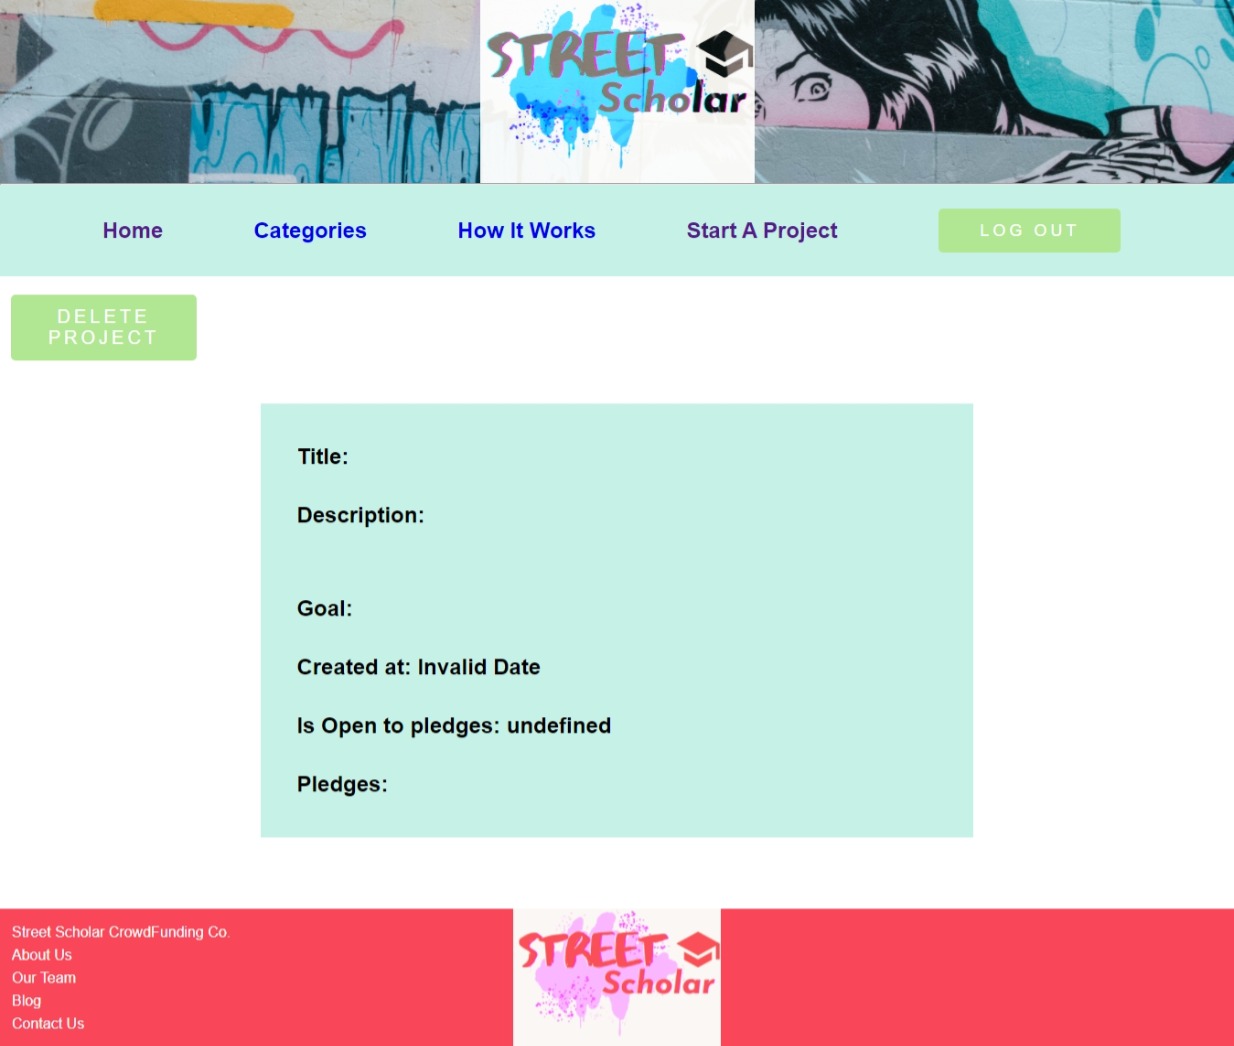 STREET
Scholar
Home
Categories
How It Works
Start A Project
LOG OUT
DELETE
PROJECT
Title:
Description:
Goal:
Created at: Invalid Date
Is Open to pledges: undefined
Pledges:
Street Scholar CrowdFunding Co.
About Us
Our Team
Blog
Contact Us
STREET
Scholar